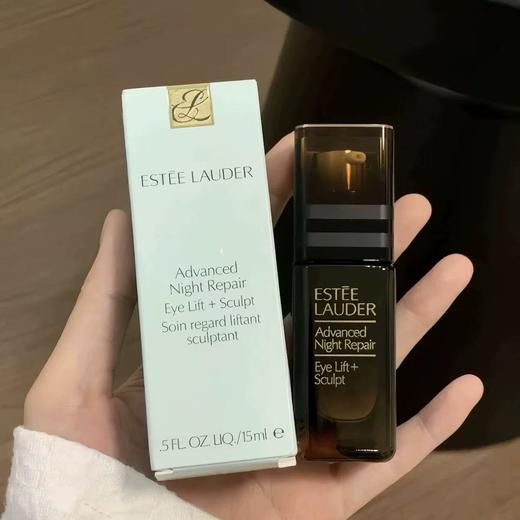 ESTĒE LAUDER
Advanced
Night Repair
Eye Lift + Sculpt
Soin regard liftant
sculptant
.5 FL. OZ. LIQ./15ml ℮
ESTĒE
LAUDER
Advanced
Night Repair
Eye Lift +
Sculpt